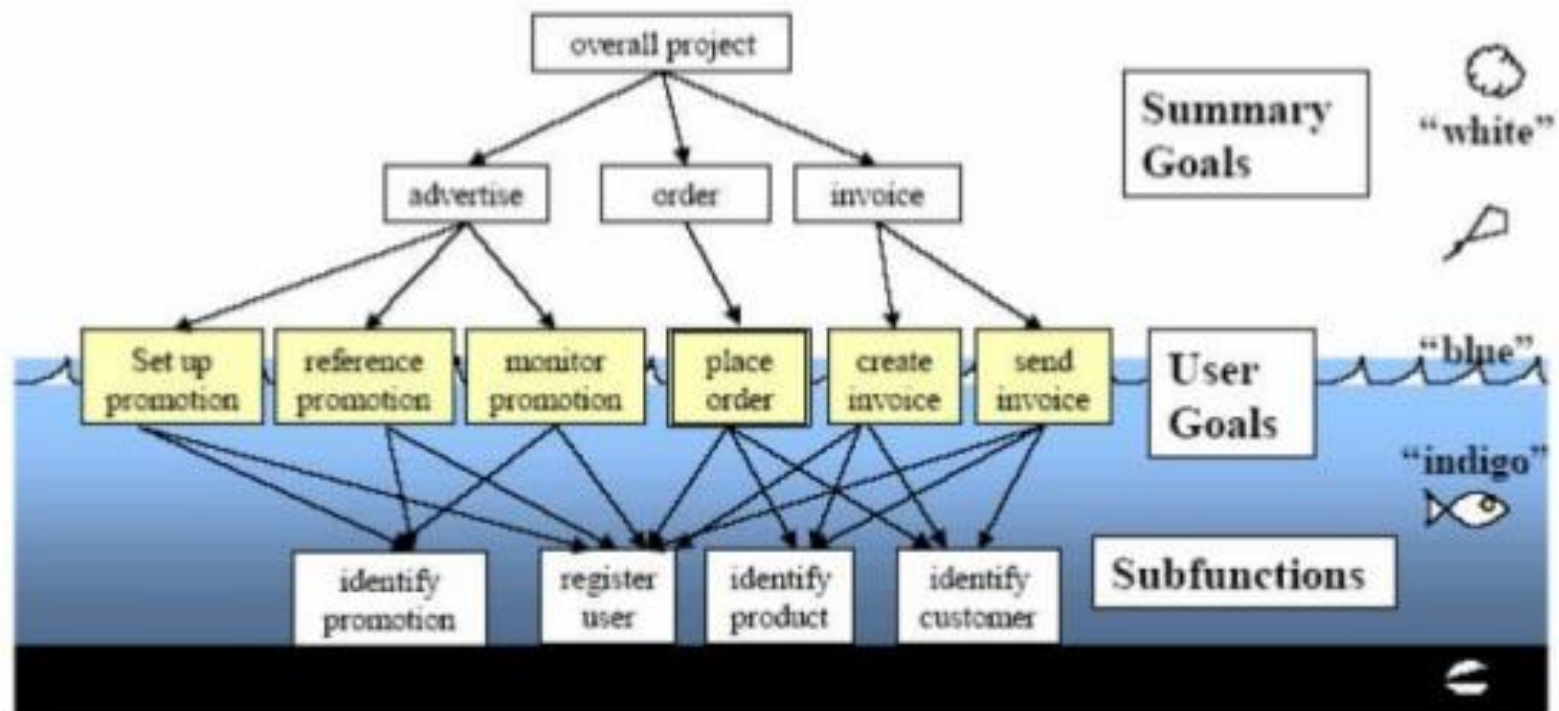 overall project
Summary
Goals
"white"
advertise
order
invoice
Set up
promotion
reference
promotion
monitor
promotion
place
order
create
invoice
send
invoice
User
Goals
"blue"
"indigo"
identify
promotion
register
user
identify
product
identify
customer
Subfunctions